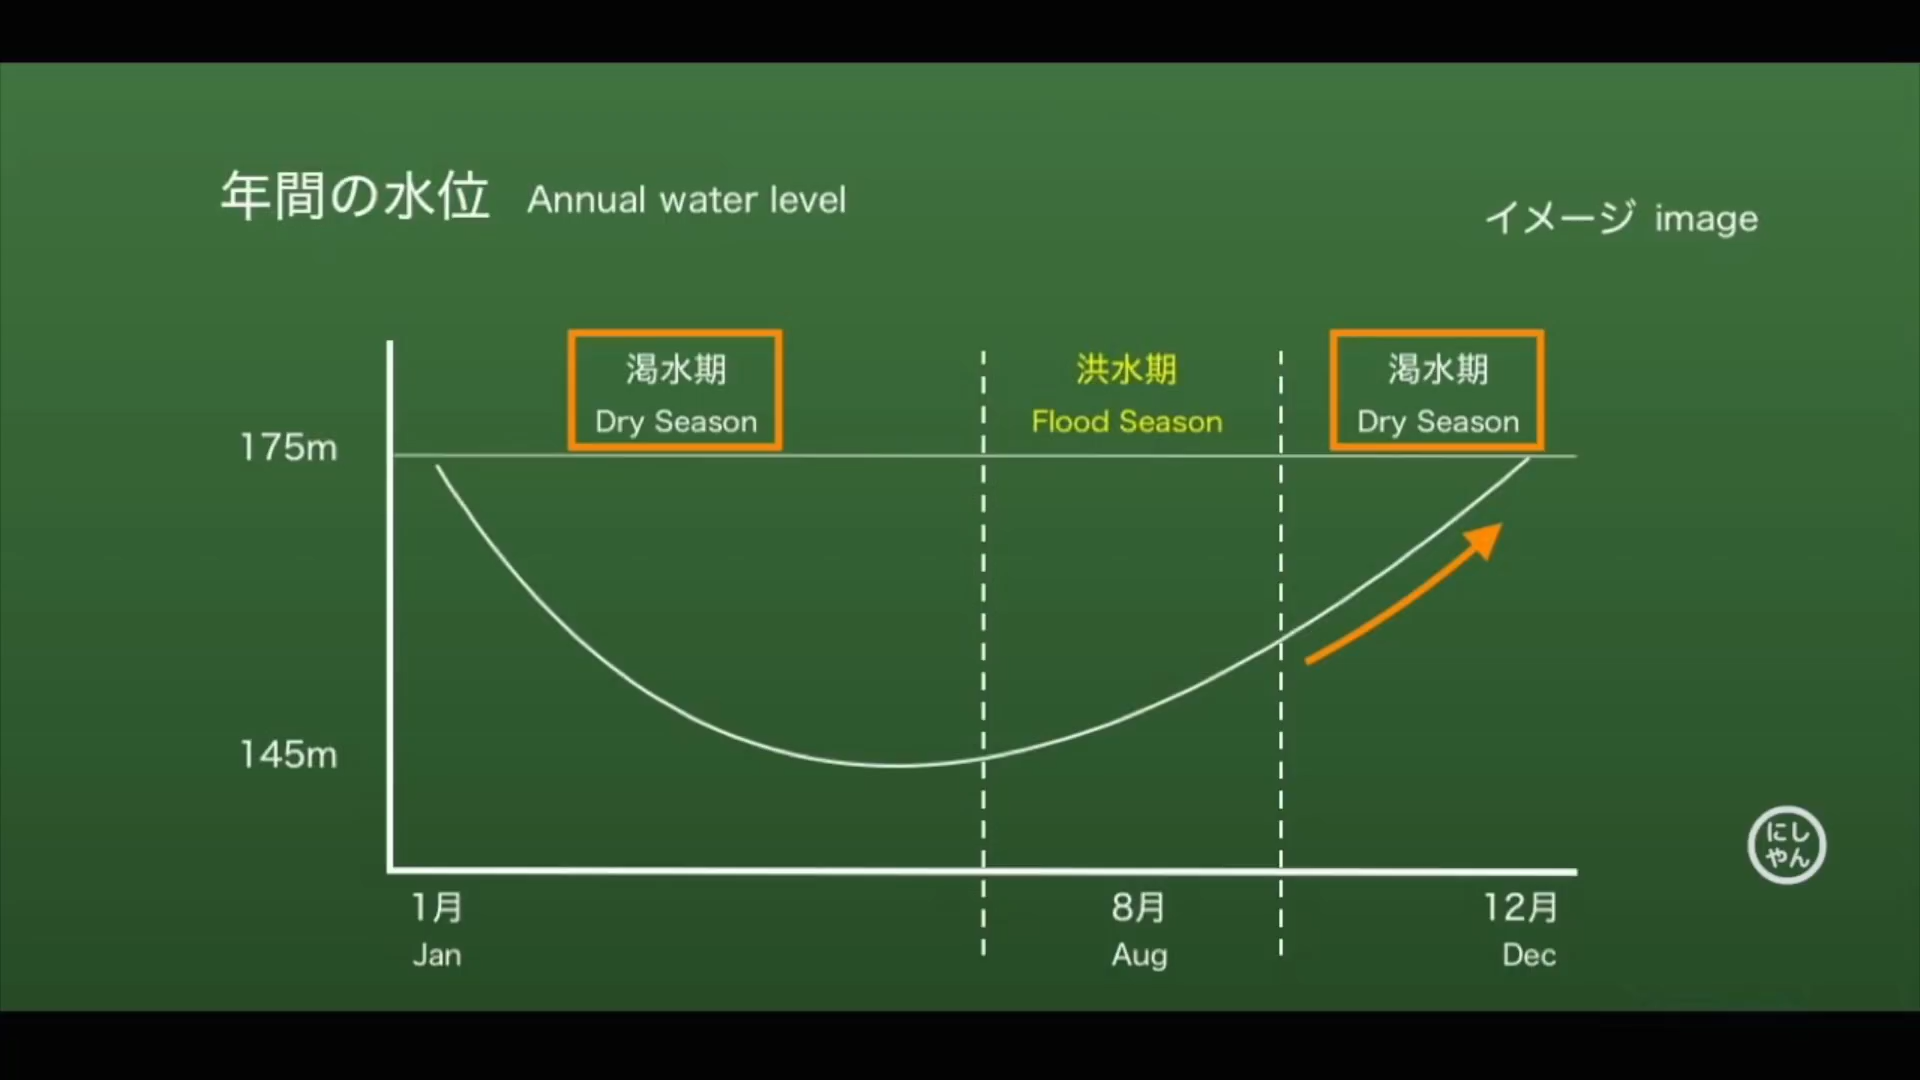 年間の水位 Annual water level
イメージ image
渇水期
Dry Season
洪水期
Flood Season
渇水期
Dry Season
175m
145m
1月
Jan
8月
Aug
12月
Dec
にし
やん